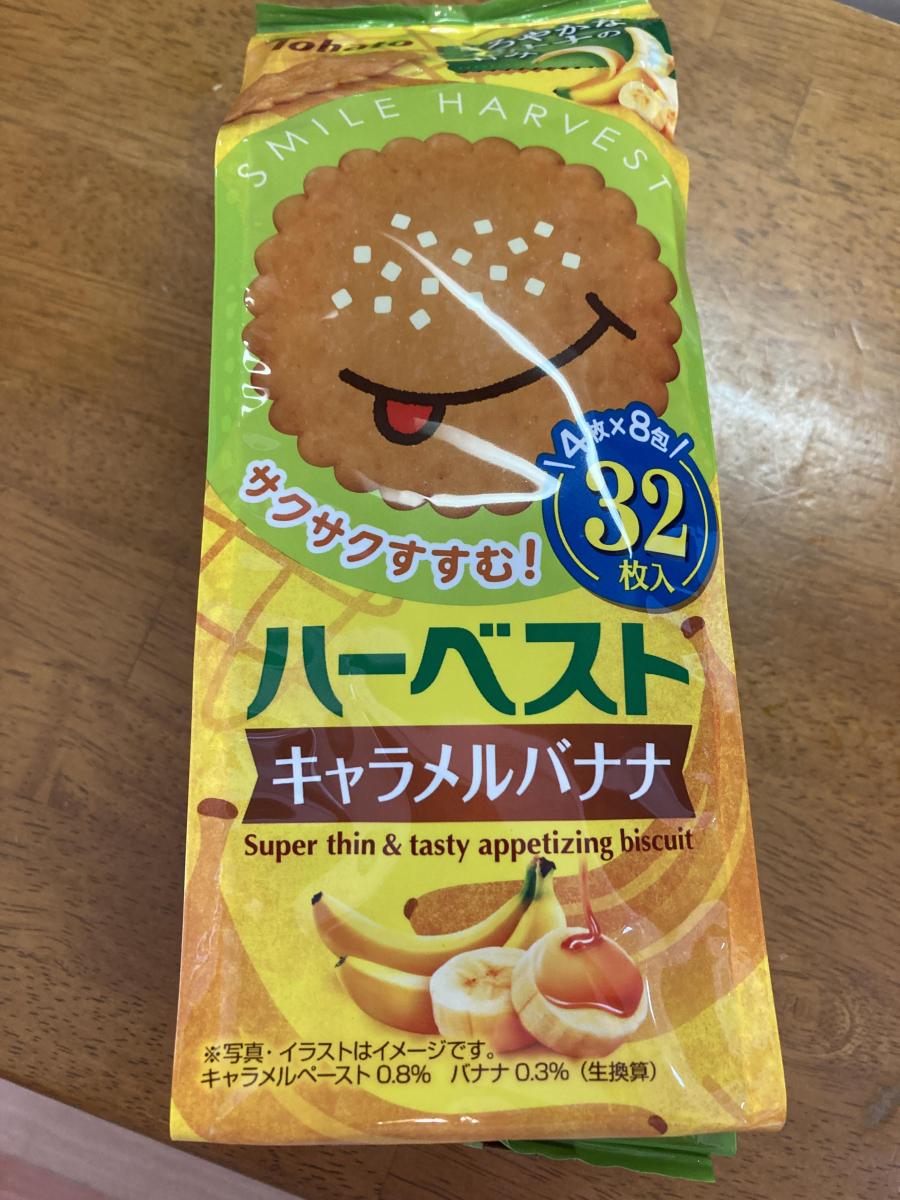 Tohato
SMILE HARVEST
4枚×8包
32
枚入
サクサクすすむ!
ハーベスト
キャラメルバナナ
Super thin & tasty appetizing biscuit
※写真・イラストはイメージです。
キャラメルペースト 0.8% バナナ 0.3%（生換算）